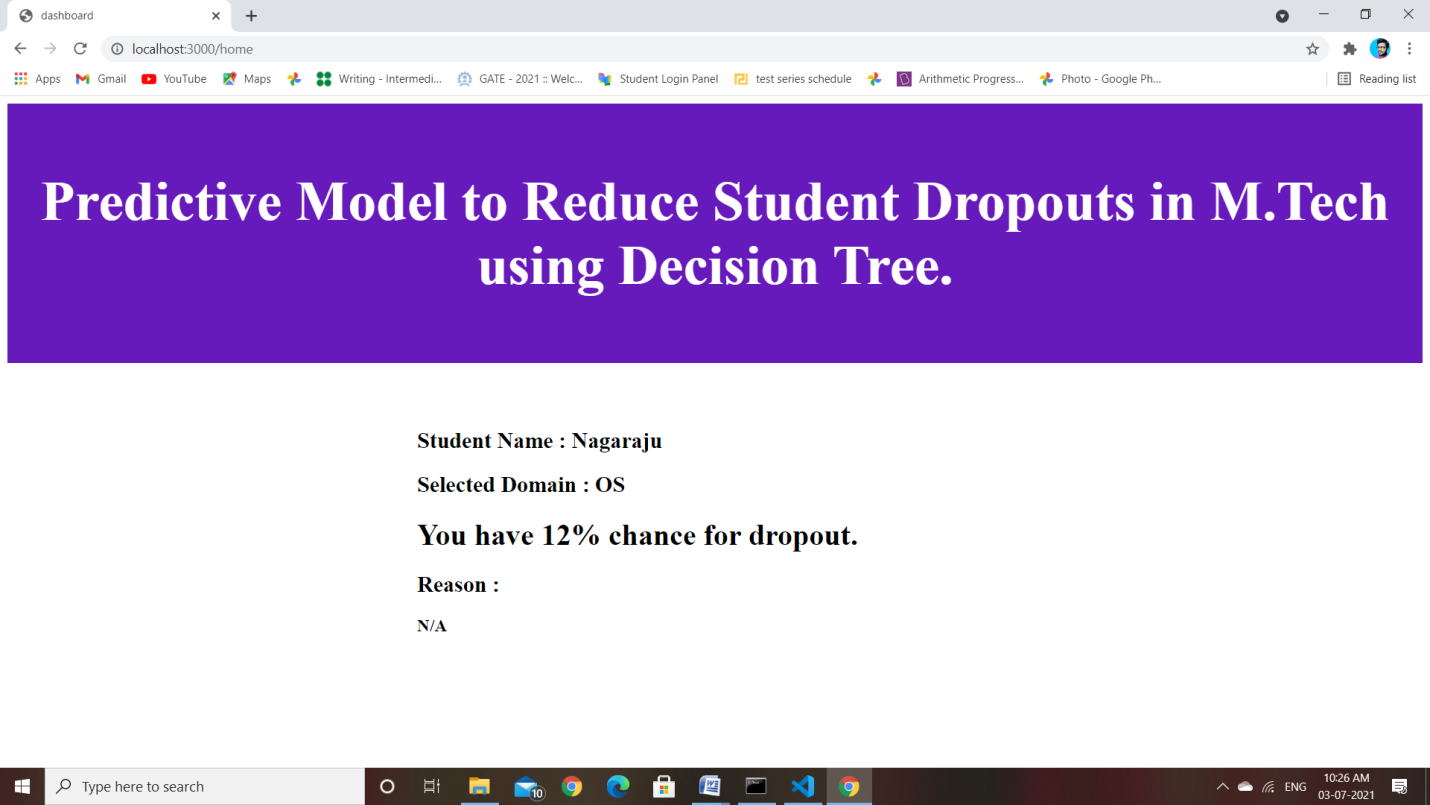 dashboard
localhost:3000/home
Apps Gmail YouTube Maps Writing - Intermedi... GATE - 2021 :: Welc... Student Login Panel test series schedule Arithmetic Progress... Photo - Google Ph... Reading list
Predictive Model to Reduce Student Dropouts in M.Tech
using Decision Tree.
Student Name : Nagaraju
Selected Domain : OS
You have 12% chance for dropout.
Reason :
N/A
Type here to search 10 ENG 10:26 AM
03-07-2021